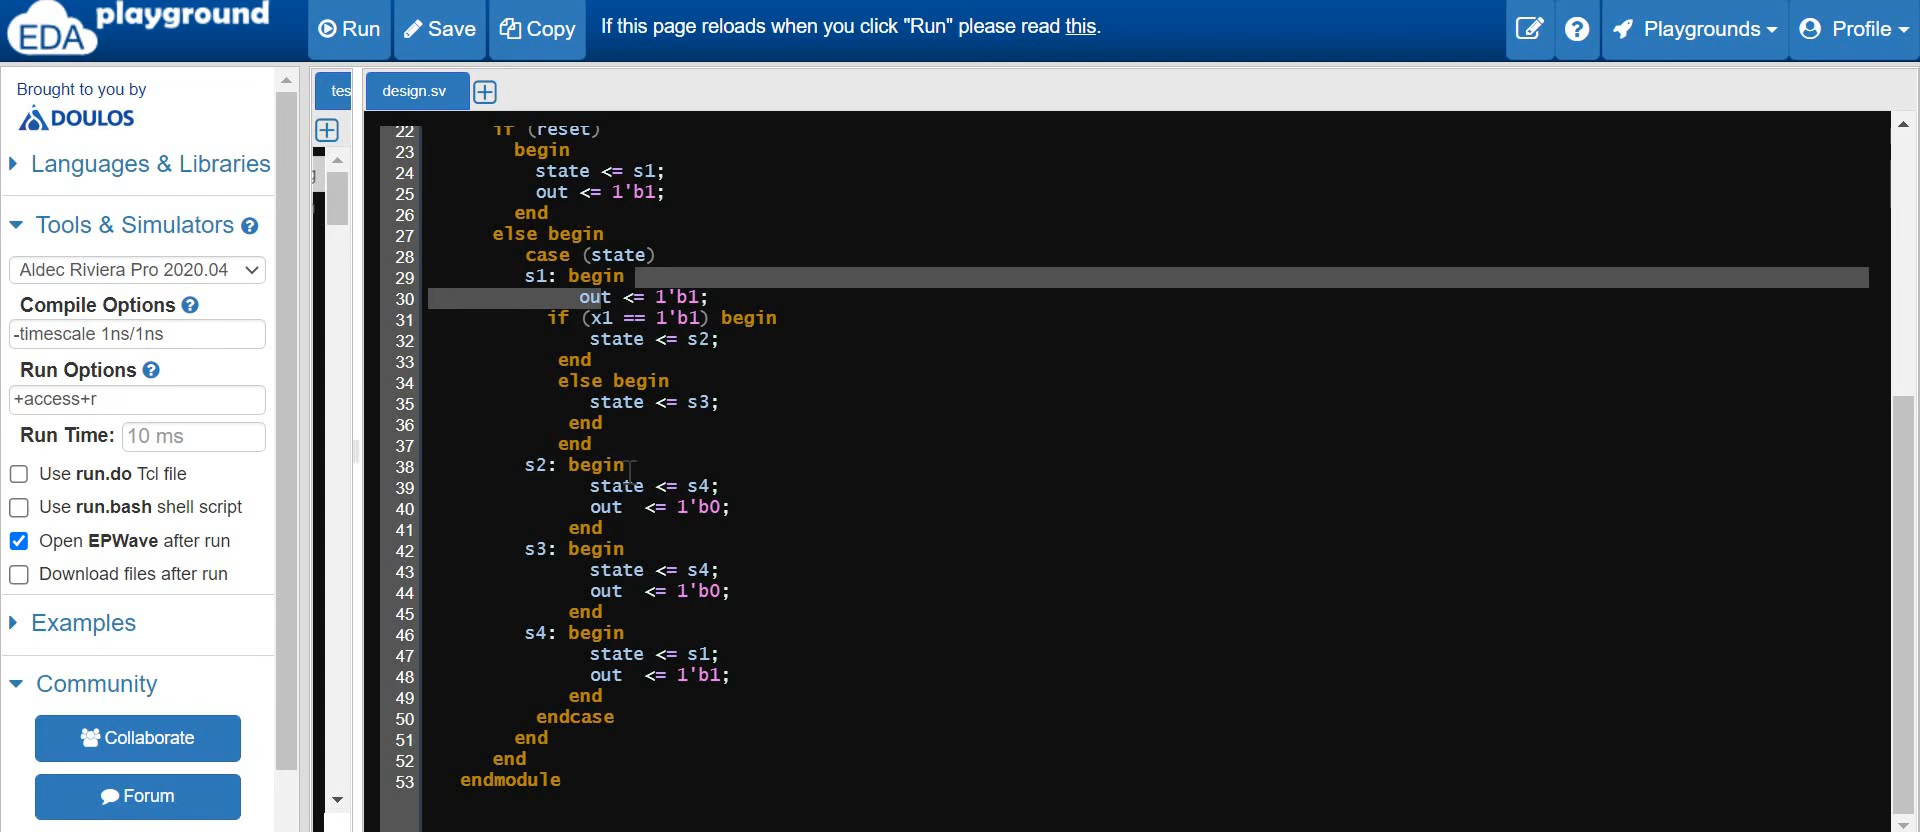 EDA playground
Run
Save
Copy
If this page reloads when you click "Run" please read this.
Playgrounds
Profile
Brought to you by
DOULOS
Languages & Libraries
Tools & Simulators
Aldec Riviera Pro 2020.04
Compile Options
-timescale 1ns/1ns
Run Options
+access+r
Run Time: 10 ms
Use run.do Tcl file
Use run.bash shell script
Open EPWave after run
Download files after run
Examples
Community
Collaborate
Forum
tes
design.sv
22 if (reset)
23 begin
24 state <= s1;
25 out <= 1'b1;
26 end
27 else begin
28 case (state)
29 s1: begin
30 out <= 1'b1;
31 if (x1 == 1'b1) begin
32 state <= s2;
33 end
34 else begin
35 state <= s3;
36 end
37 end
38 s2: begin
39 state <= s4;
40 out <= 1'b0;
41 end
42 s3: begin
43 state <= s4;
44 out <= 1'b0;
45 end
46 s4: begin
47 state <= s1;
48 out <= 1'b1;
49 end
50 endcase
51 end
52 end
53 endmodule